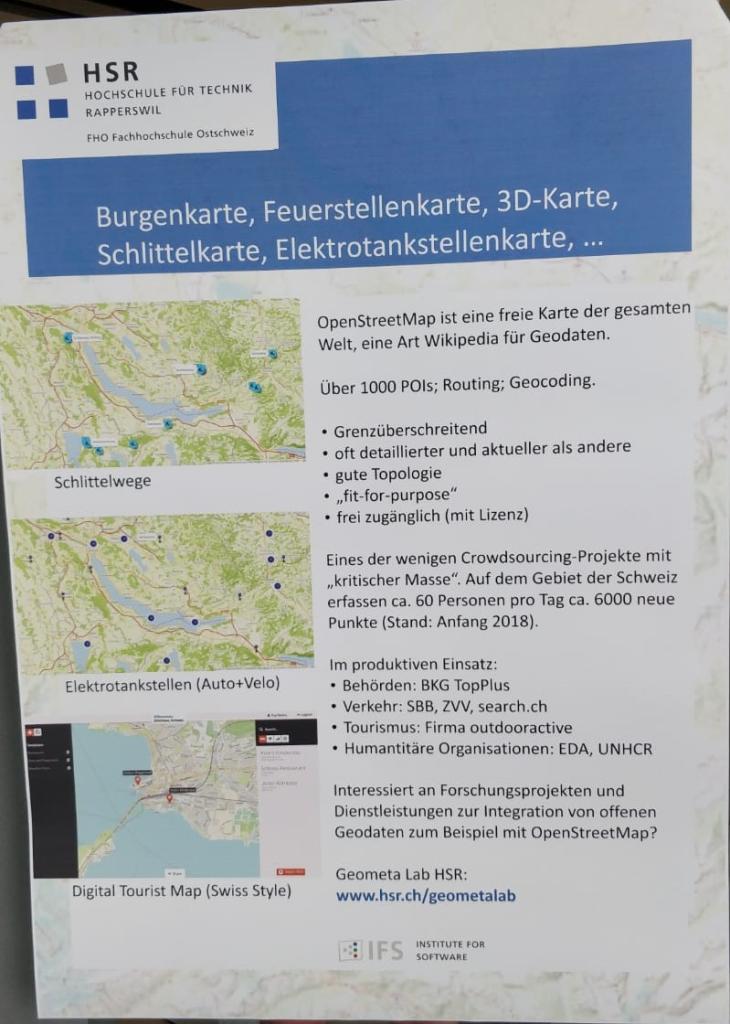 HSR
HOCHSCHULE FÜR TECHNIK
RAPPERSWIL
FHO Fachhochschule Ostschweiz
Burgenkarte, Feuerstellenkarte, 3D-Karte,
Schlittelkarte, Elektrotankstellenkarte, ...
Schlittelwege
Elektrotankstellen (Auto+Velo)
Digital Tourist Map (Swiss Style)
OpenStreetMap ist eine freie Karte der gesamten
Welt, eine Art Wikipedia für Geodaten.
Über 1000 POIs; Routing; Geocoding.
• Grenzüberschreitend
• oft detaillierter und aktueller als andere
• gute Topologie
• „fit-for-purpose“
• frei zugänglich (mit Lizenz)
Eines der wenigen Crowdsourcing-Projekte mit
„kritischer Masse“. Auf dem Gebiet der Schweiz
erfassen ca. 60 Personen pro Tag ca. 6000 neue
Punkte (Stand: Anfang 2018).
Im produktiven Einsatz:
• Behörden: BKG TopPlus
• Verkehr: SBB, ZVV, search.ch
• Tourismus: Firma outdooractive
• Humantitäre Organisationen: EDA, UNHCR
Interessiert an Forschungsprojekten und
Dienstleistungen zur Integration von offenen
Geodaten zum Beispiel mit OpenStreetMap?
Geometa Lab HSR:
www.hsr.ch/geometalab
IFS INSTITUTE FOR
SOFTWARE